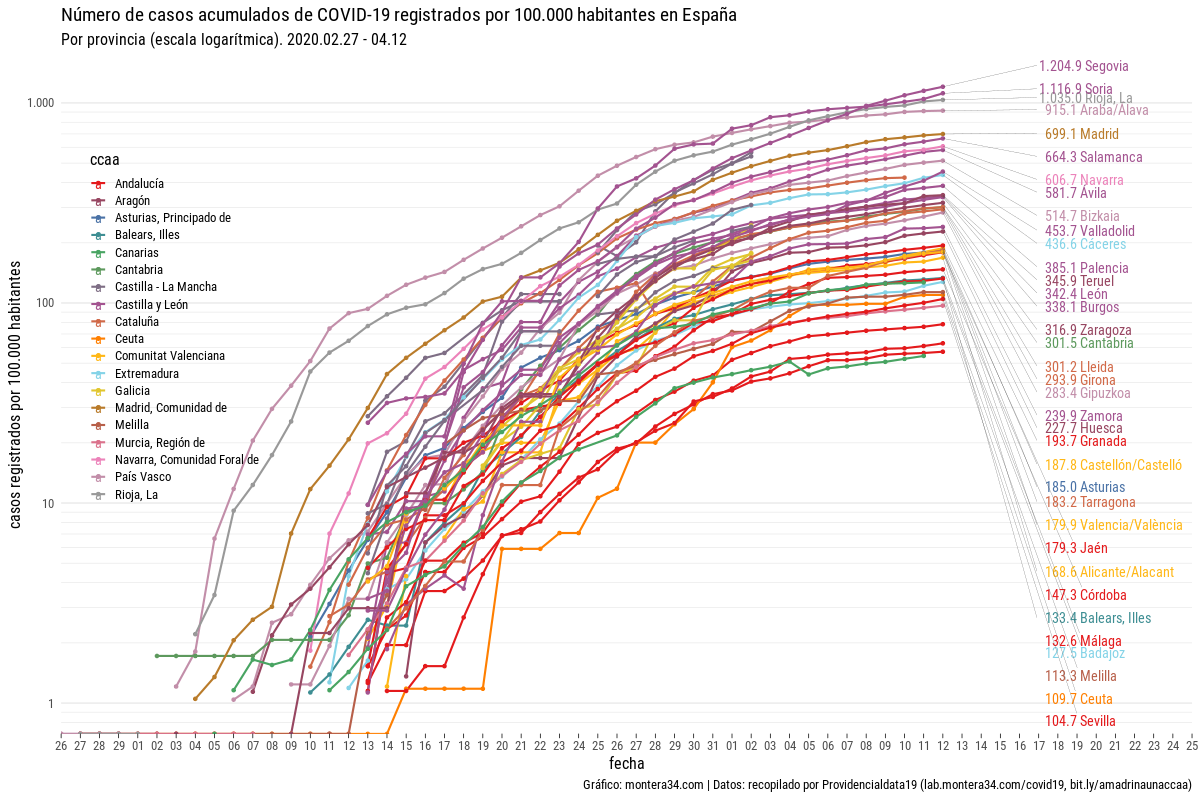 Número de casos acumulados de COVID-19 registrados por 100.000 habitantes en España
Por provincia (escala logarítmica). 2020.02.27 - 04.12
casos registrados por 100.000 habitantes
1.000
100
10
1
ccaa
Andalucía
Aragón
Asturias, Principado de
Balears, Illes
Canarias
Cantabria
Castilla - La Mancha
Castilla y León
Cataluña
Ceuta
Comunitat Valenciana
Extremadura
Galicia
Madrid, Comunidad de
Melilla
Murcia, Región de
Navarra, Comunidad Foral de
País Vasco
Rioja, La
1.204.9 Segovia
1.116.9 Soria
1.035.0 Rioja, La
915.1 Araba/Álava
699.1 Madrid
664.3 Salamanca
606.7 Navarra
581.7 Ávila
514.7 Bizkaia
453.7 Valladolid
436.6 Cáceres
385.1 Palencia
345.9 Teruel
342.4 León
338.1 Burgos
316.9 Zaragoza
301.5 Cantabria
301.2 Lleida
293.9 Girona
283.4 Gipuzkoa
239.9 Zamora
227.7 Huesca
193.7 Granada
187.8 Castellón/Castelló
185.0 Asturias
183.2 Tarragona
179.9 Valencia/València
179.3 Jaén
168.6 Alicante/Alacant
147.3 Córdoba
133.4 Balears, Illes
132.6 Málaga
127.5 Badajoz
113.3 Melilla
109.7 Ceuta
104.7 Sevilla
26 27 28 29 01 02 03 04 05 06 07 08 09 10 11 12 13 14 15 16 17 18 19 20 21 22 23 24 25 26 27 28 29 30 31 01 02 03 04 05 06 07 08 09 10 11 12 13 14 15 16 17 18 19 20 21 22 23 24 25
fecha
Gráfico: montera34.com | Datos: recopilado por Providencialdata19 (lab.montera34.com/covid19, bit.ly/amadrinaunaccaa)